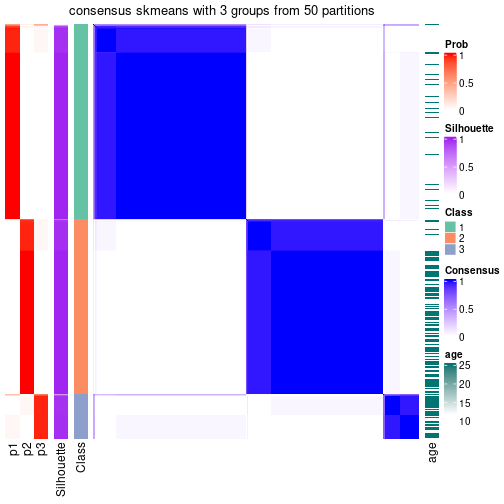 consensus skmeans with 3 groups from 50 partitions
Prob
1
0.5
0
Silhouette
1
0.5
0
Class
1
2
3
Consensus
1
0.5
0
age
25
20
15
10
p1
p2
p3
Silhouette
Class
age